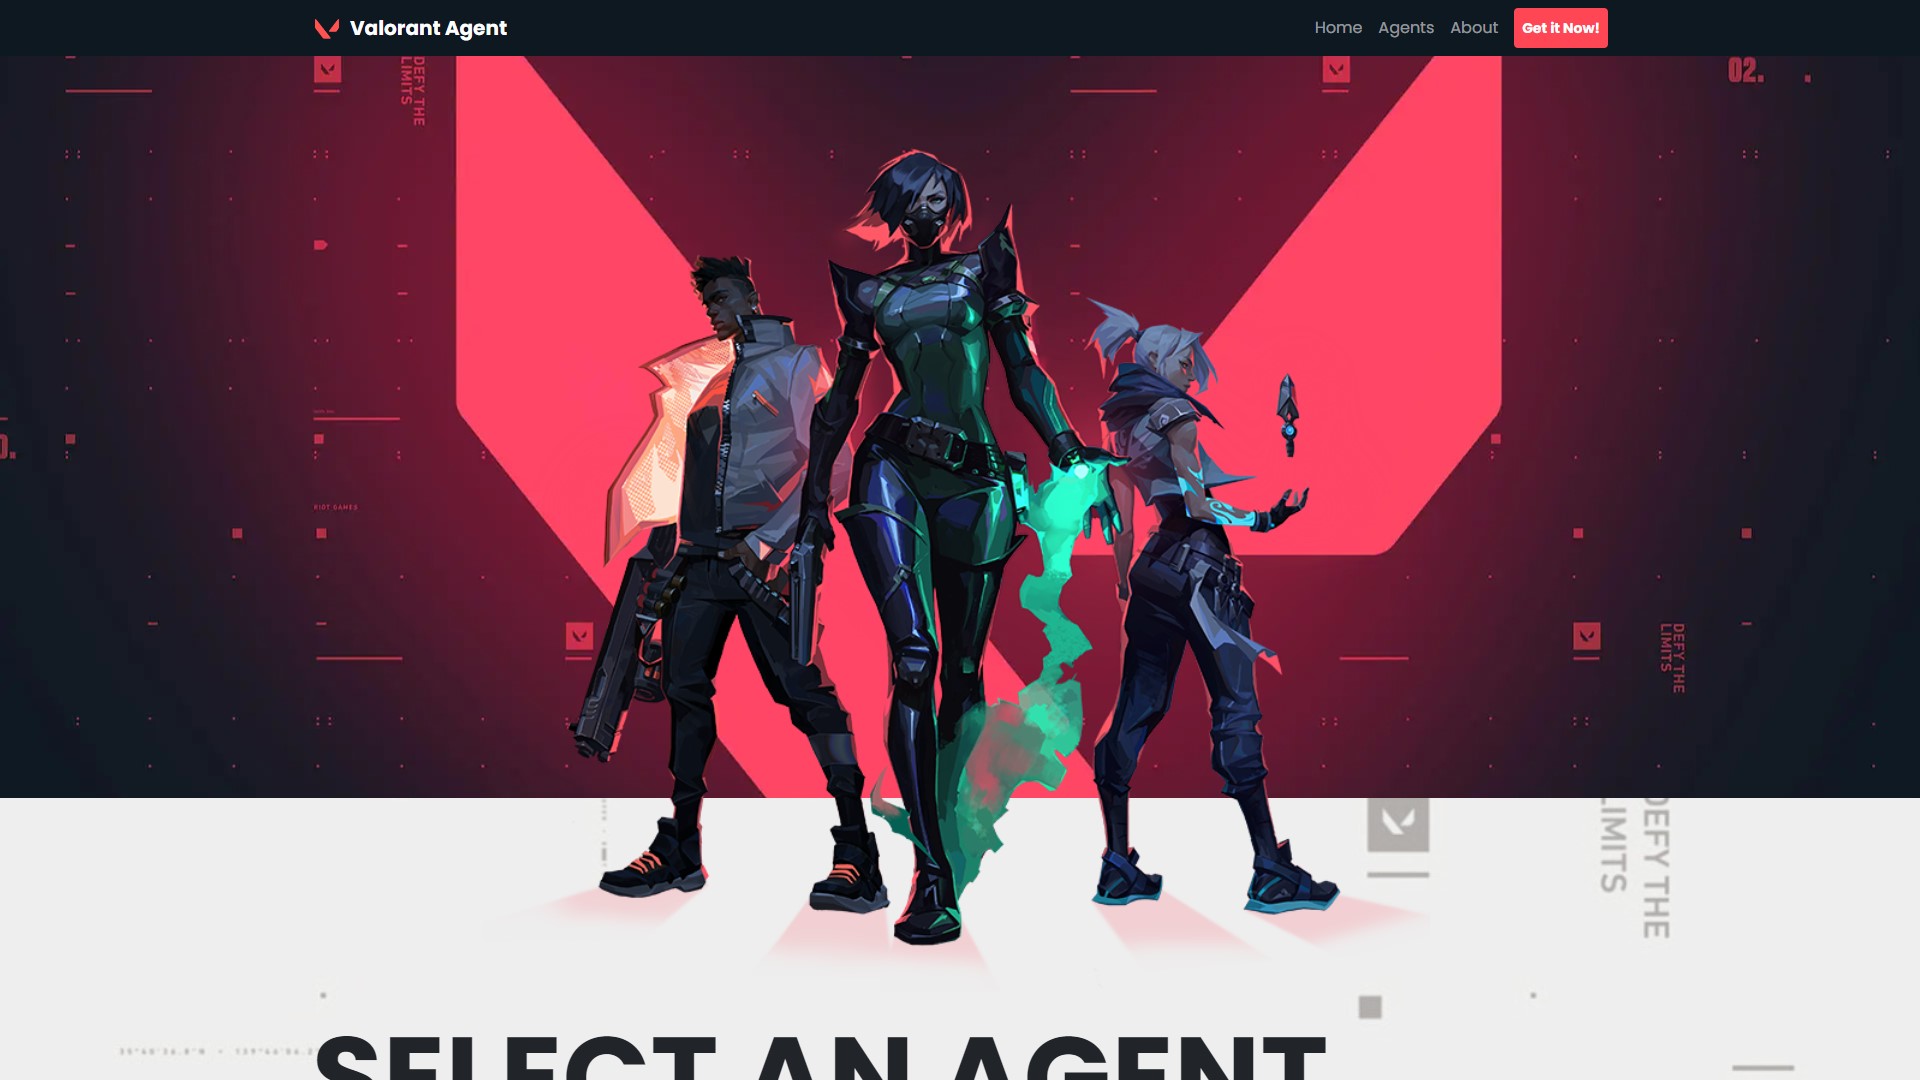 Valorant Agent
Home
Agents
About
Get it Now!
DEFY THE
LIMITS
02.
RIOT GAMES
DEFY THE
LIMITS
DEFY THE
LIMITS
SELECT AN AGENT